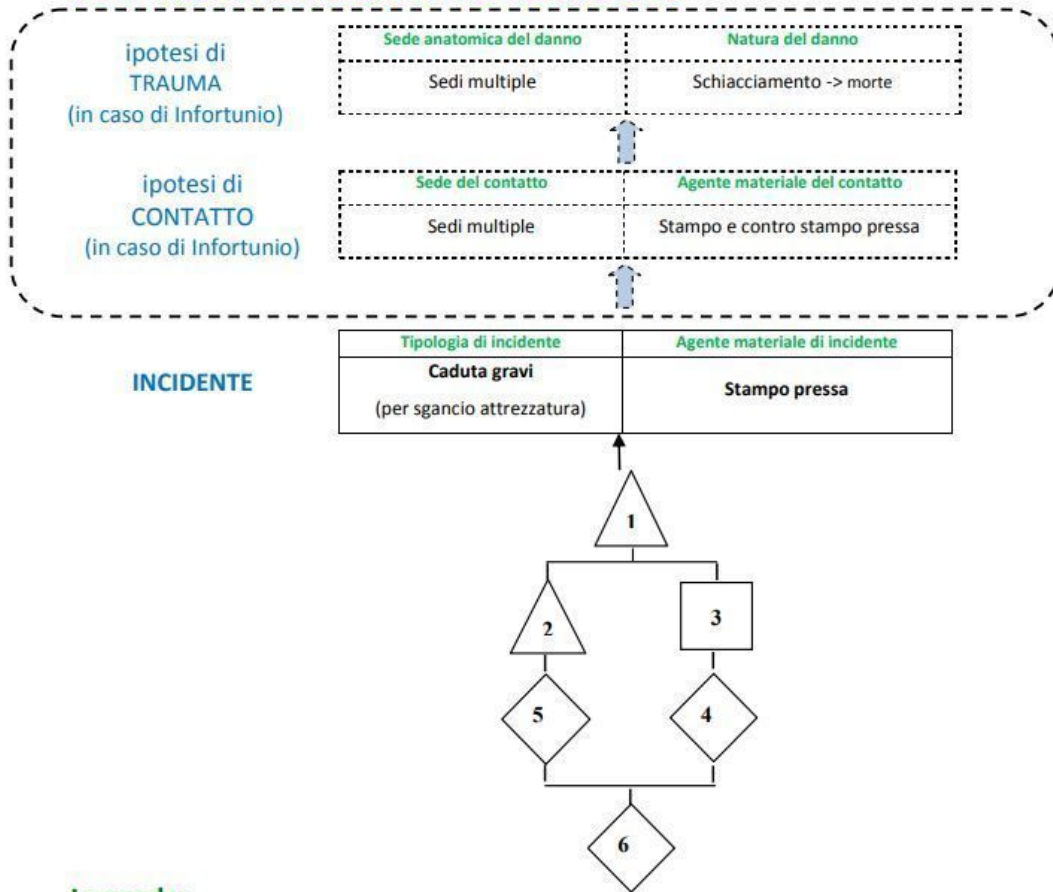 ipotesi di
TRAUMA
(in caso di Infortunio)
Sede anatomica del danno
Natura del danno
Sedi multiple
Schiacciamento -> morte
ipotesi di
CONTATTO
(in caso di Infortunio)
Sede del contatto
Agente materiale del contatto
Sedi multiple
Stampo e contro stampo pressa
INCIDENTE
Tipologia di incidente
Agente materiale di incidente
Caduta gravi
(per sgancio attrezzatura)
Stampo pressa
1
2
3
5
4
6